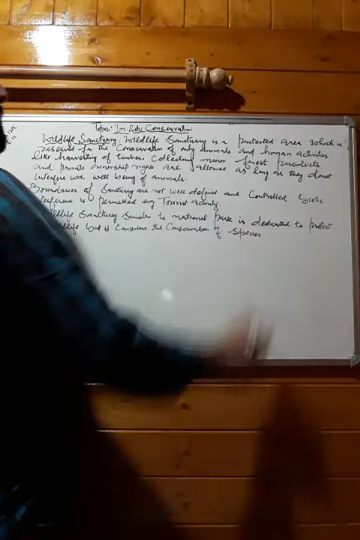 Topic: In-Situ Conservation
Wildlife Sanctuary: Wildlife Sanctuary is a protected area which is
reserved for the Conservation of only animals and human activities
like harvesting of timber, Collecting minor forest products
and private ownership rights are allowed as long as they donot
interfere with well being of animals.
Boundaries of Sanctuary are not well defined and Controlled biotic
interference is permitted eg Tourist activity
Wildlife Sanctuary similar to national park is dedicated to protect
life but it Considers the Conservation of species